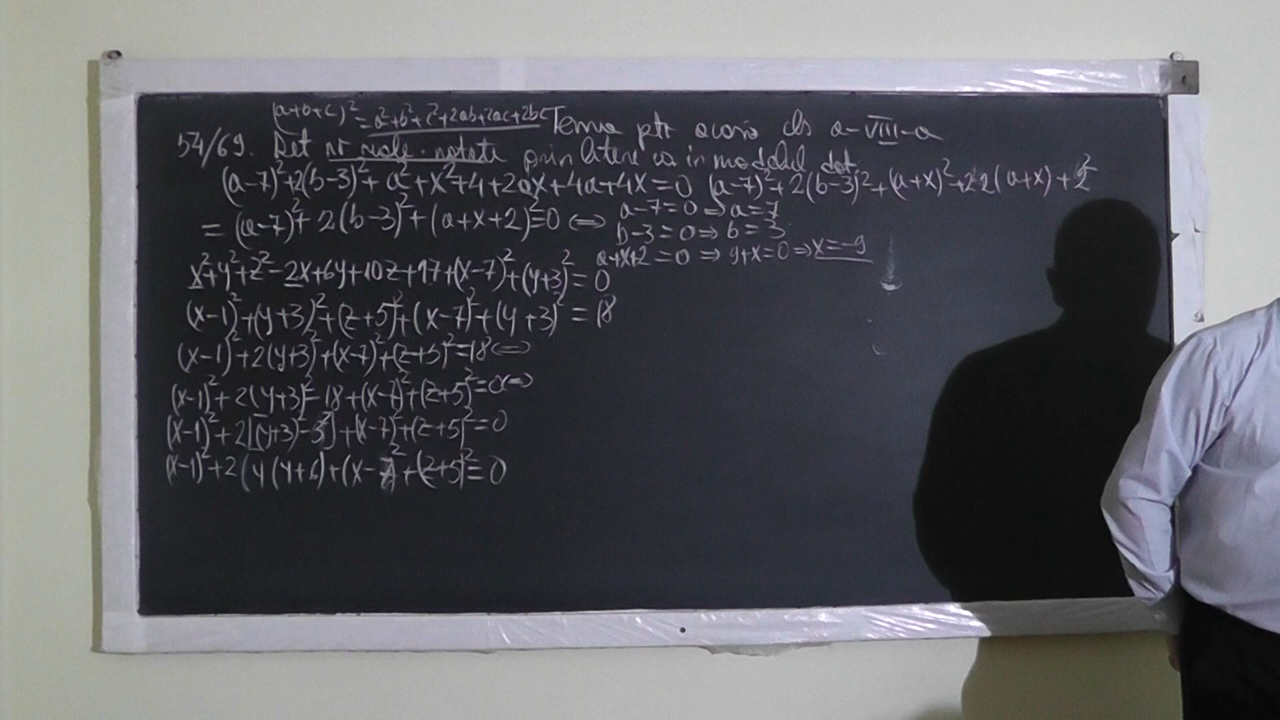 (a+b+c)² = a²+b²+c²+2ab+2ac+2bc Tema ptr acasă cls a-VIII-a
54/69. Det nr reale notate prin litere ca in modelul dat.
(a-7)²+2(b-3)²+a²+x²+4+2ax+4a+4x=0 (a-7)²+2(b-3)²+(a+x)²+2·2(a+x)+2²
= (a-7)²+2(b-3)²+(a+x+2)²=0 ⇔ a-7=0 ⇒ a=7
b-3=0 ⇒ b=3
a+x+2=0 ⇒ 9+x=0 ⇒ x=-9
x²+y²+z²-2x+6y+10z+17+(x-7)²+(y+3)²=0
(x-1)²+(y+3)²+(z+5)²+(x-7)²+(y+3)²=18
(x-1)²+2(y+3)²+(x-7)²+(z+5)²=18 ⇔
(x-1)²+2(y+3)²-18+(x-7)²+(z+5)²=0 ⇔
(x-1)²+2[(y+3)²-3²]+(x-7)²+(z+5)²=0
(x-1)²+2(y(y+6)+(x-7)²+(z+5)²=0